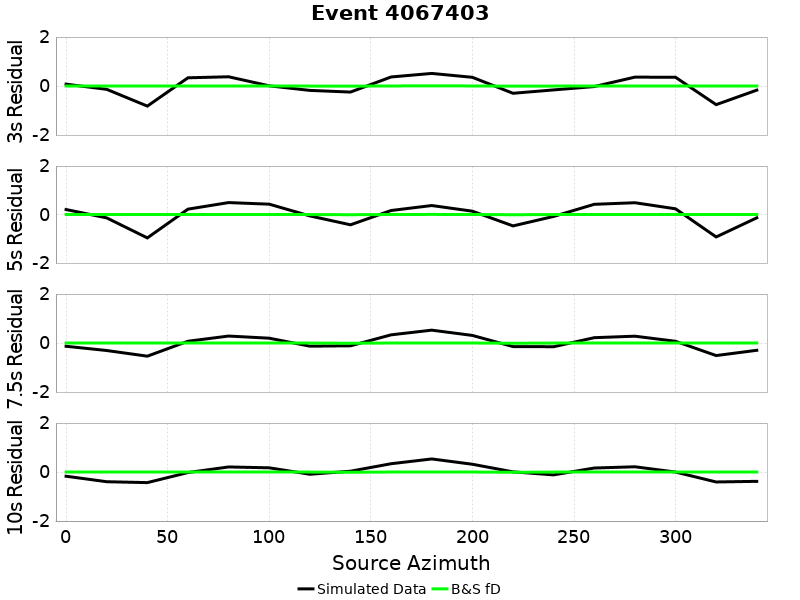 Event 4067403
3s Residual
2
0
-2
5s Residual
2
0
-2
7.5s Residual
2
0
-2
10s Residual
2
0
-2
0 50 100 150 200 250 300
Source Azimuth
Simulated Data B&S fD